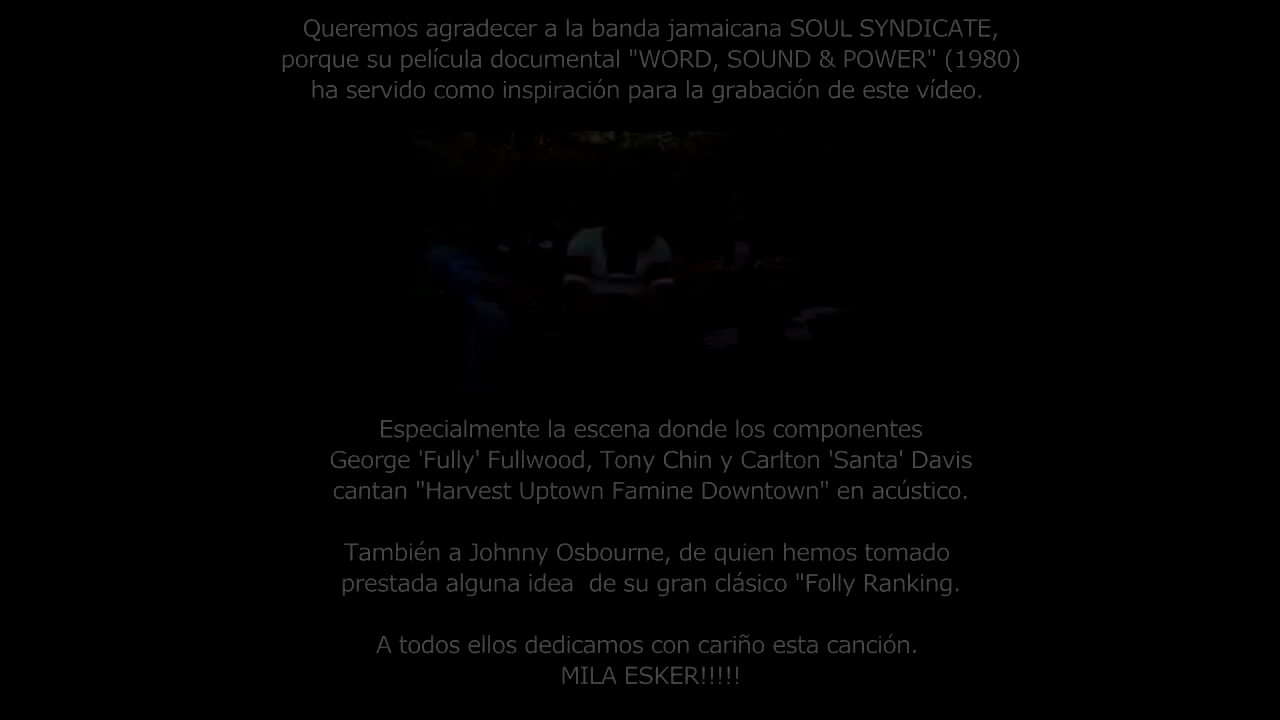 Queremos agradecer a la banda jamaicana SOUL SYNDICATE,
porque su película documental "WORD, SOUND & POWER" (1980)
ha servido como inspiración para la grabación de este vídeo.
Especialmente la escena donde los componentes
George 'Fully' Fullwood, Tony Chin y Carlton 'Santa' Davis
cantan "Harvest Uptown Famine Downtown" en acústico.
También a Johnny Osbourne, de quien hemos tomado
prestada alguna idea  de su gran clásico "Folly Ranking.
A todos ellos dedicamos con cariño esta canción.
MILA ESKER!!!!!